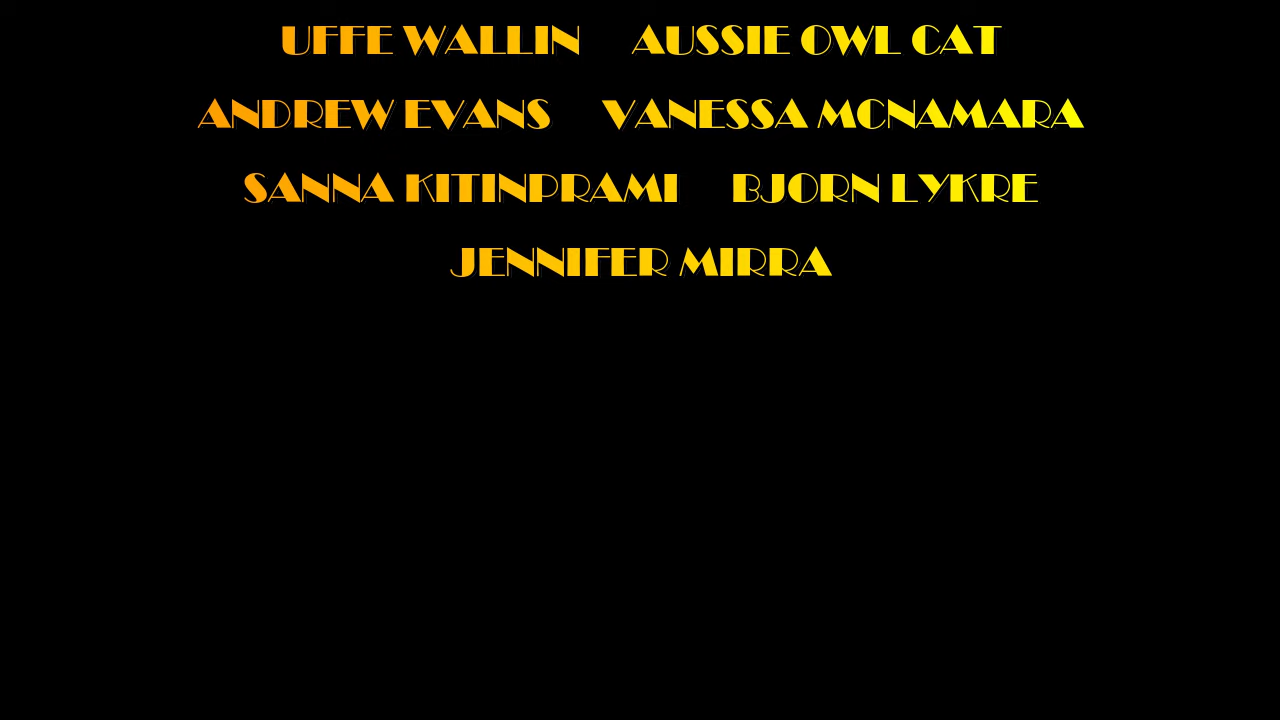 UFFE WALLIN AUSSIE OWL CAT
ANDREW EVANS VANESSA MCNAMARA
SANNA KITINPRAMI BJORN LYKRE
JENNIFER MIRRA